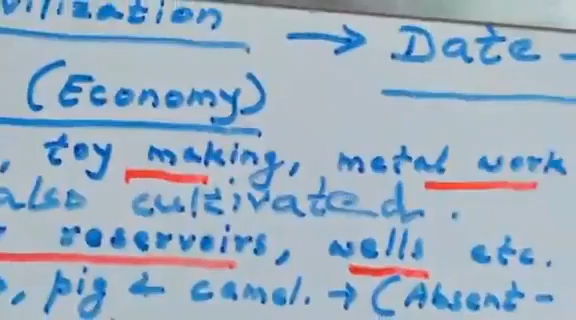 vilization → Date -
(Economy)
, toy making, metal work
also cultivated.
reservoirs, wells etc.
, pig & camel. → (Absent-